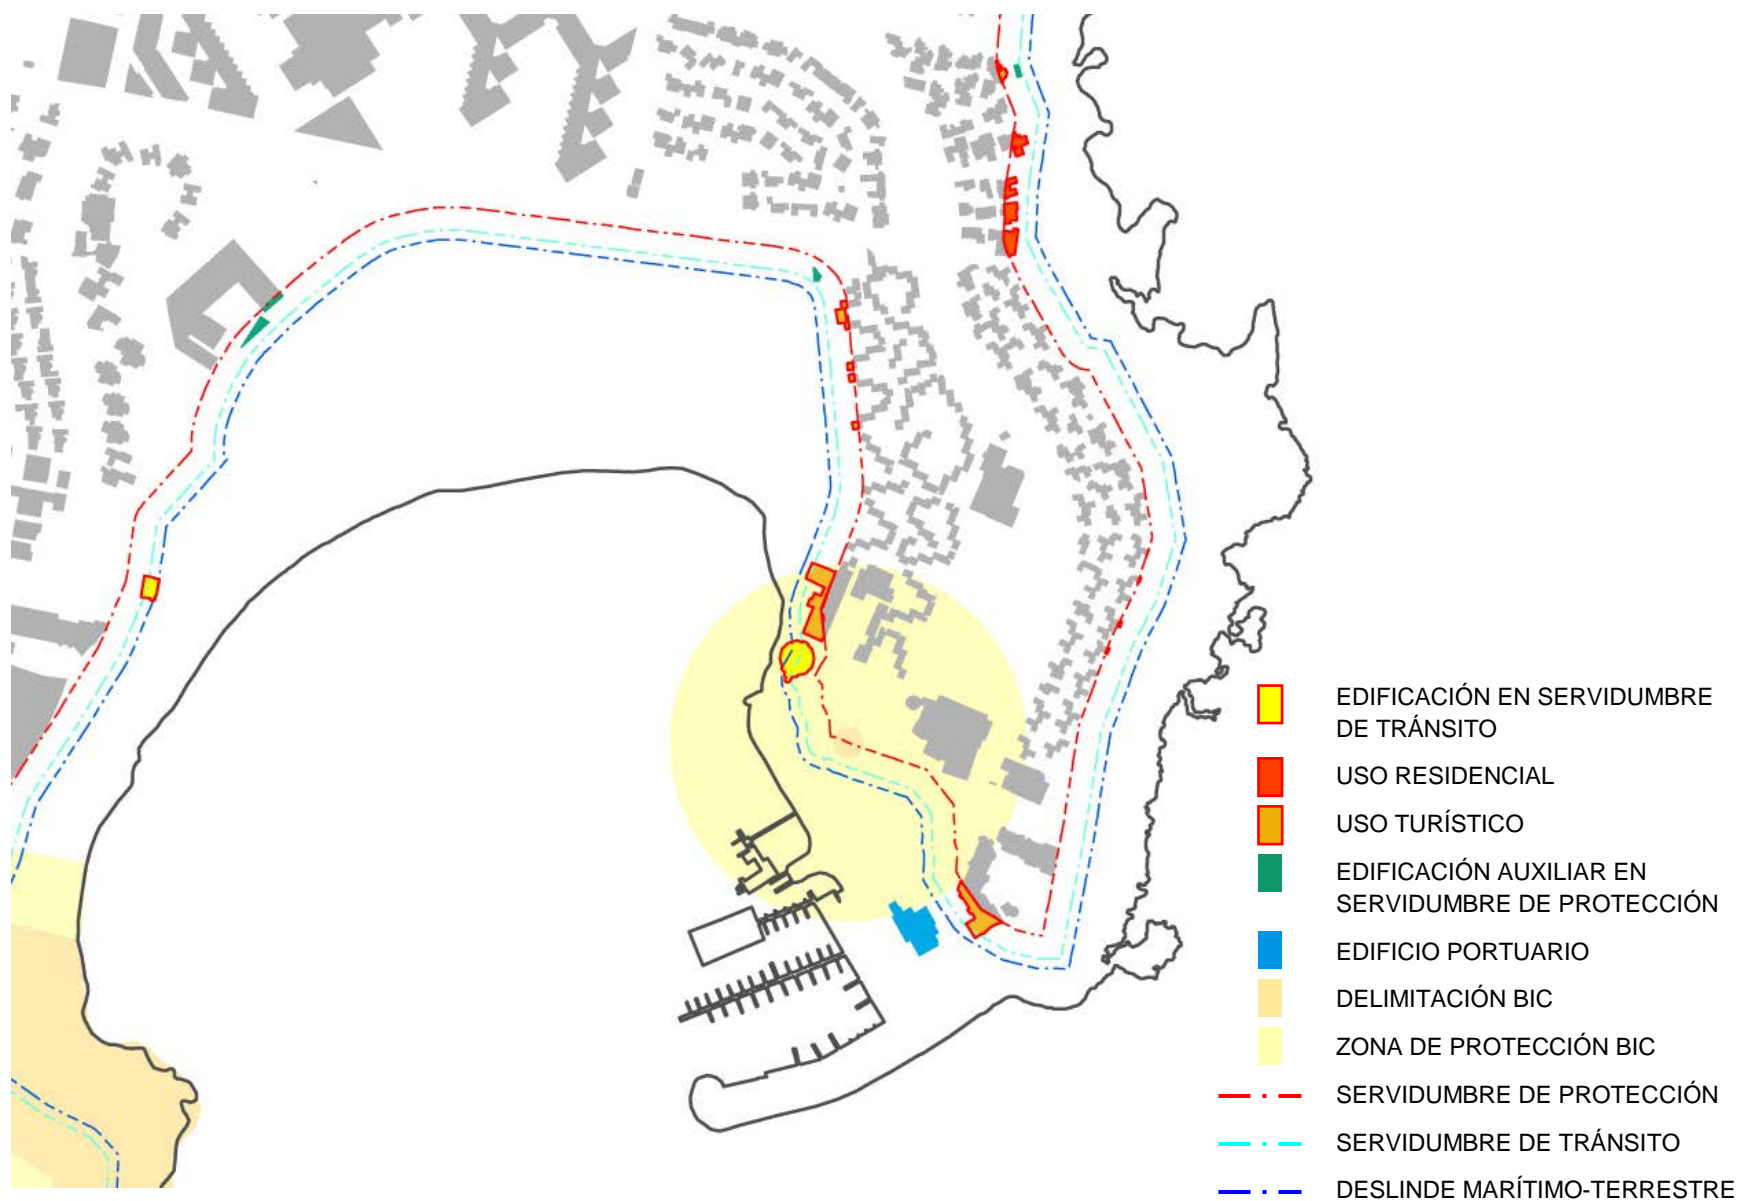 EDIFICACIÓN EN SERVIDUMBRE
DE TRÁNSITO
USO RESIDENCIAL
USO TURÍSTICO
EDIFICACIÓN AUXILIAR EN
SERVIDUMBRE DE PROTECCIÓN
EDIFICIO PORTUARIO
DELIMITACIÓN BIC
ZONA DE PROTECCIÓN BIC
SERVIDUMBRE DE PROTECCIÓN
SERVIDUMBRE DE TRÁNSITO
DESLINDE MARÍTIMO-TERRESTRE